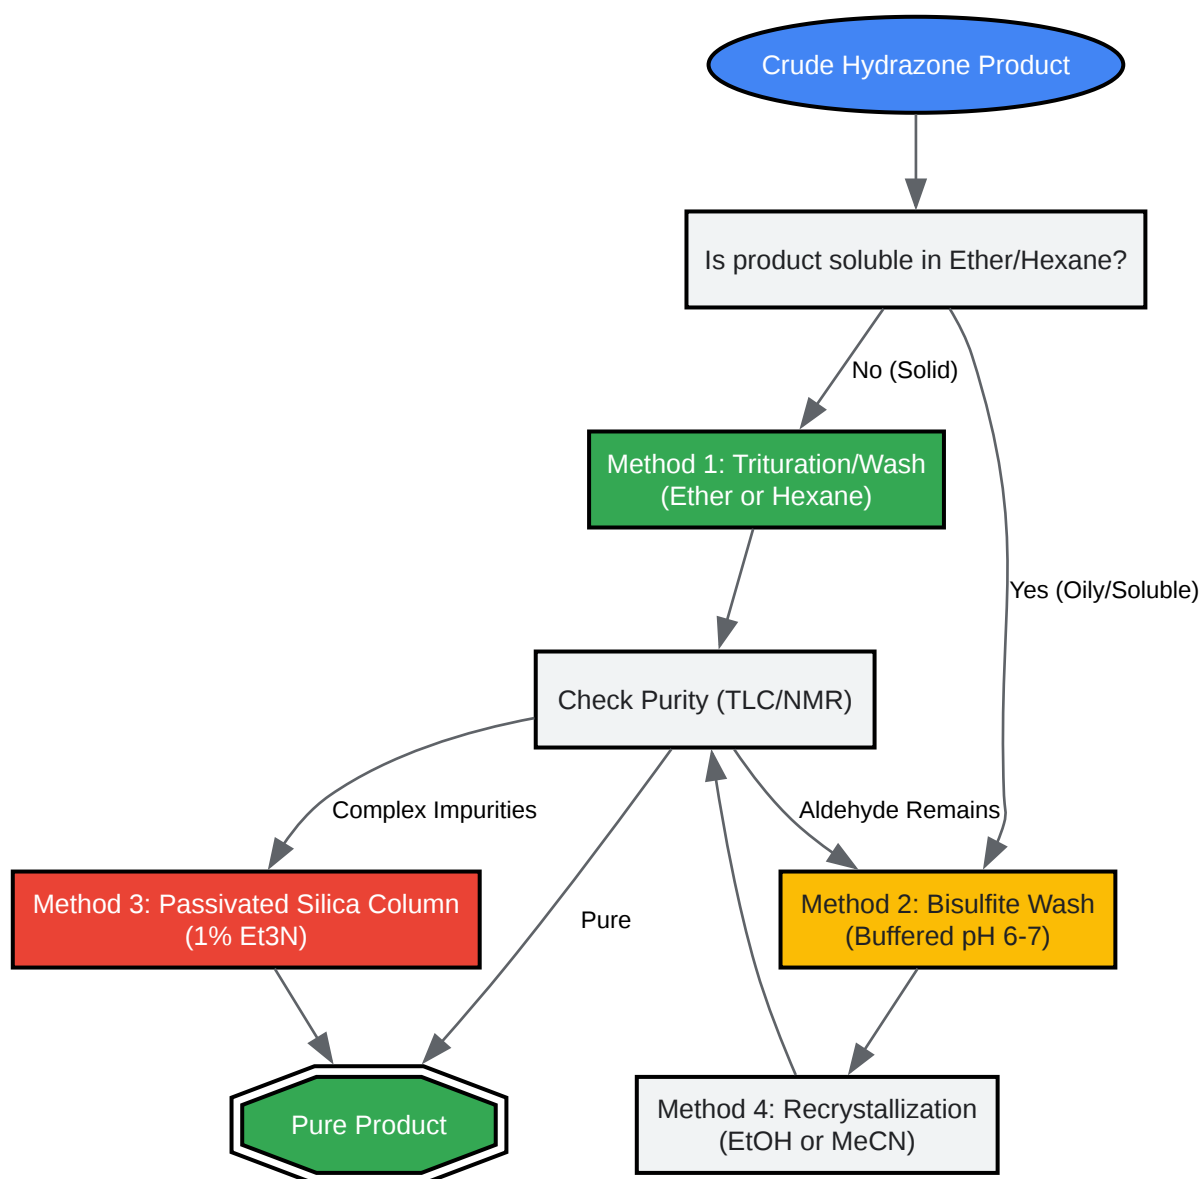 Crude Hydrazone Product
Is product soluble in Ether/Hexane?
No (Solid)
Method 1: Trituration/Wash
(Ether or Hexane)
Yes (Oily/Soluble)
Check Purity (TLC/NMR)
Complex Impurities
Aldehyde Remains
Method 3: Passivated Silica Column
(1% Et3N)
Pure
Method 2: Bisulfite Wash
(Buffered pH 6-7)
Pure Product
Method 4: Recrystallization
(EtOH or MeCN)